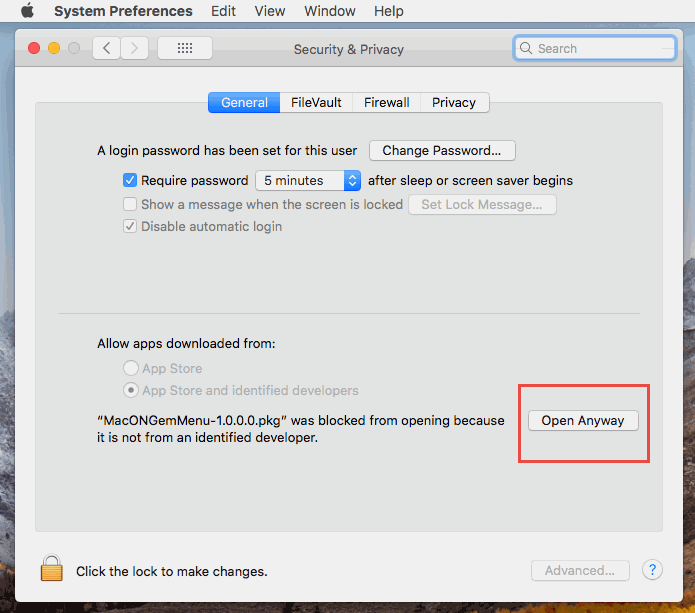 System Preferences Edit View Window Help
Security & Privacy
Search
General FileVault Firewall Privacy
A login password has been set for this user Change Password...
Require password 5 minutes after sleep or screen saver begins
Show a message when the screen is locked Set Lock Message...
Disable automatic login
Allow apps downloaded from:
App Store
App Store and identified developers
“MacONGemMenu-1.0.0.0.pkg” was blocked from opening because
it is not from an identified developer.
Open Anyway
Click the lock to make changes.
Advanced...
?